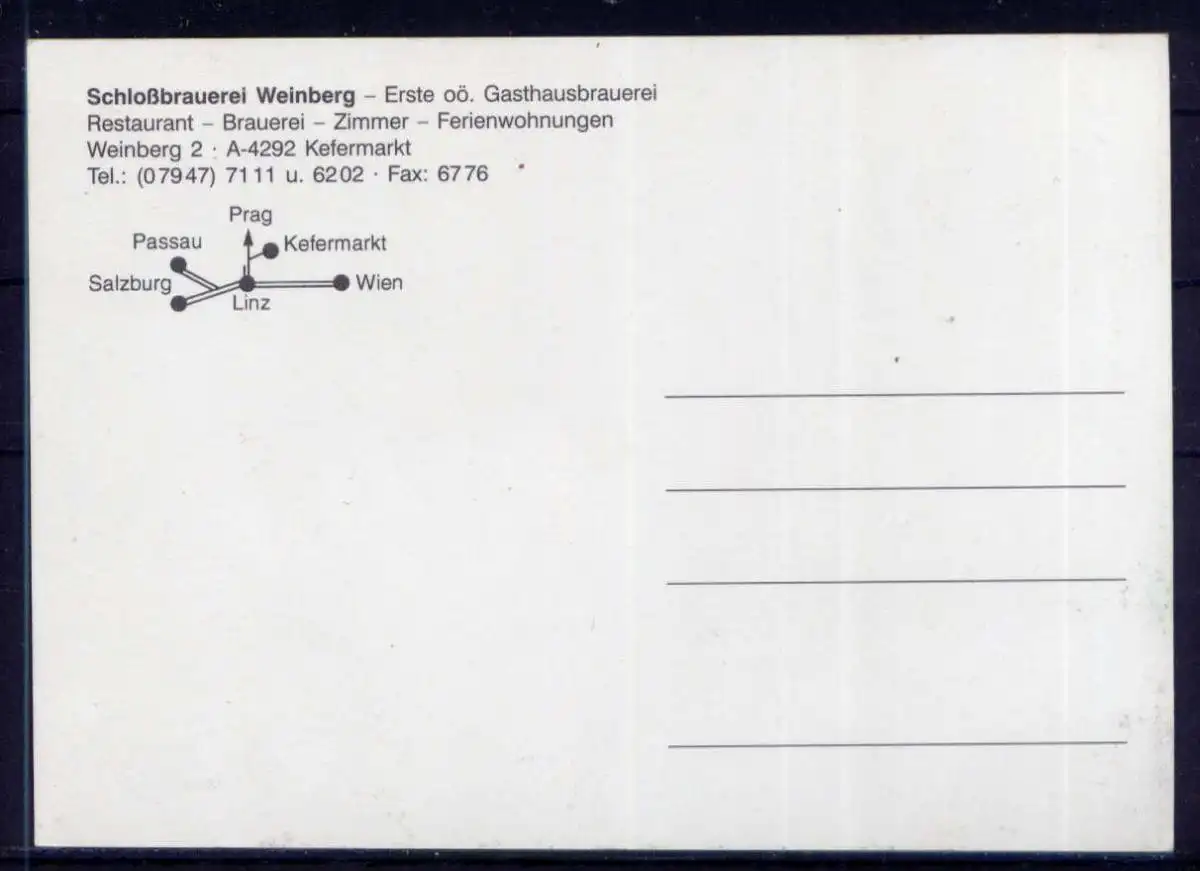 Schloßbrauerei Weinberg – Erste oö. Gasthausbrauerei
Restaurant – Brauerei – Zimmer – Ferienwohnungen
Weinberg 2 · A-4292 Kefermarkt
Tel.: (07947) 7111 u. 6202 · Fax: 6776
Prag
Passau
Kefermarkt
Salzburg
Wien
Linz